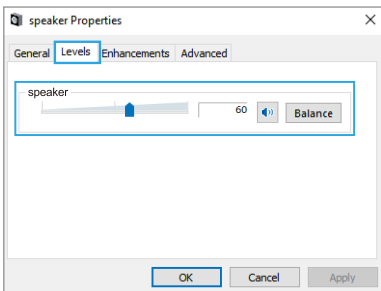 speaker Properties
General Levels Enhancements Advanced
speaker
60 Balance
OK Cancel Apply